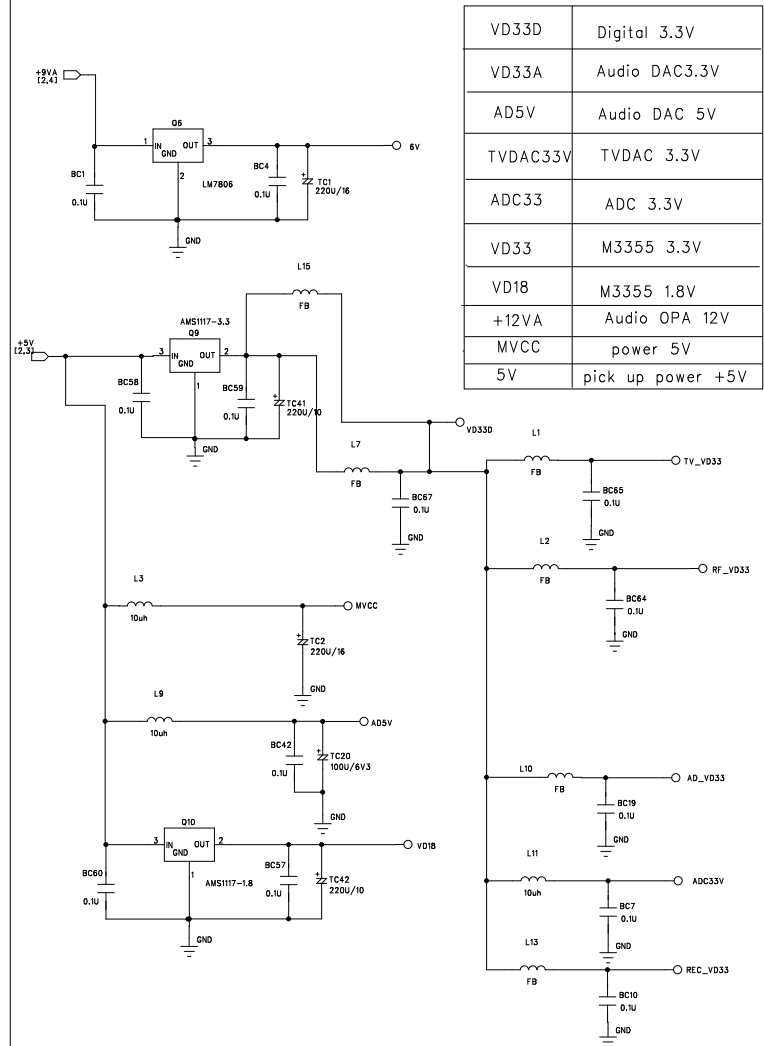 VD33D Digital 3.3V
VD33A Audio DAC3.3V
AD5V Audio DAC 5V
TVDAC33V TVDAC 3.3V
ADC33 ADC 3.3V
VD33 M3355 3.3V
VD18 M3355 1.8V
+12VA Audio OPA 12V
MVCC power 5V
5V pick up power +5V
+9VA
[2,4]
Q6
1 IN OUT 3
GND
2
LM7806
BC1
0.1U
BC4
0.1U
+
TC1
220U/16
6V
GND
L15
FB
+5V
[2,3]
AMS1117-3.3
Q9
3 IN OUT 2
GND
1
BC58
0.1U
BC59
0.1U
+
TC41
220U/10
GND
VD33D
L7
FB
BC67
0.1U
GND
L1
FB
TV_VD33
BC65
0.1U
GND
L2
FB
RF_VD33
BC64
0.1U
GND
L3
10uh
MVCC
+
TC2
220U/16
GND
L9
10uh
AD5V
BC42
0.1U
+
TC20
100U/6V3
GND
Q10
3 IN OUT 2
GND
1
AMS1117-1.8
BC60
0.1U
BC57
0.1U
+
TC42
220U/10
VD18
GND
L10
FB
AD_VD33
BC19
0.1U
GND
L11
10uh
ADC33V
BC7
0.1U
GND
L13
FB
REC_VD33
BC10
0.1U
GND